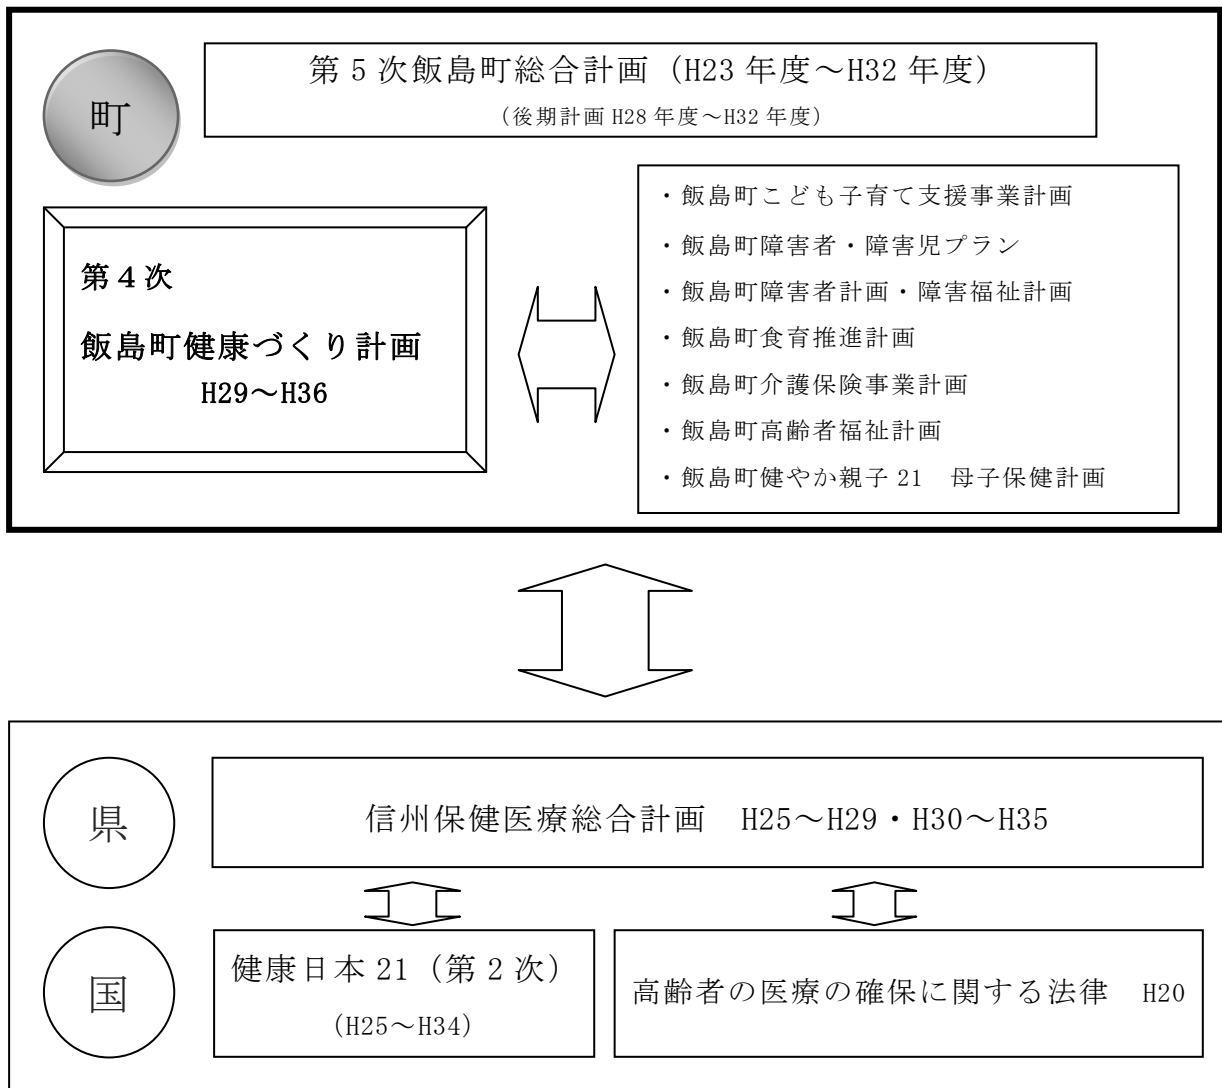 町
第5次飯島町総合計画（H23年度～H32年度）
（後期計画H28年度～H32年度）
第4次
飯島町健康づくり計画
H29～H36
・飯島町こども子育て支援事業計画
・飯島町障害者・障害児プラン
・飯島町障害者計画・障害福祉計画
・飯島町食育推進計画
・飯島町介護保険事業計画
・飯島町高齢者福祉計画
・飯島町健やか親子21　母子保健計画
県
信州保健医療総合計画　H25～H29・H30～H35
国
健康日本21（第2次）
（H25～H34）
高齢者の医療の確保に関する法律　H20